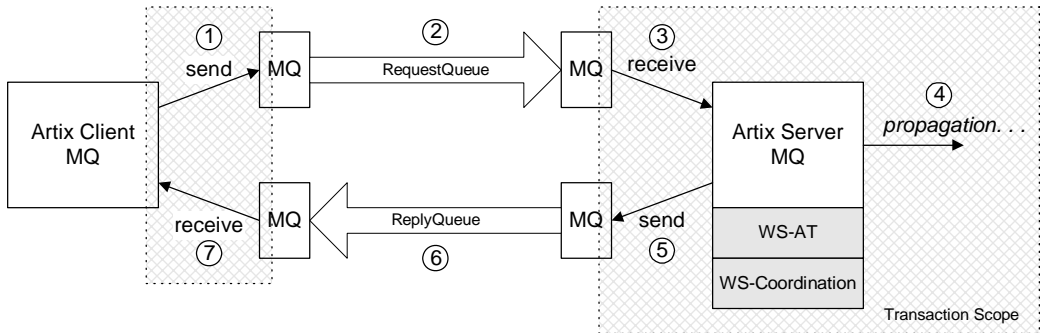 1
send
MQ
2
RequestQueue
MQ
3
receive
4
propagation. . .
Artix Client
MQ
Artix Server
MQ
receive
7
MQ
ReplyQueue
6
MQ
send
5
WS-AT
WS-Coordination
Transaction Scope